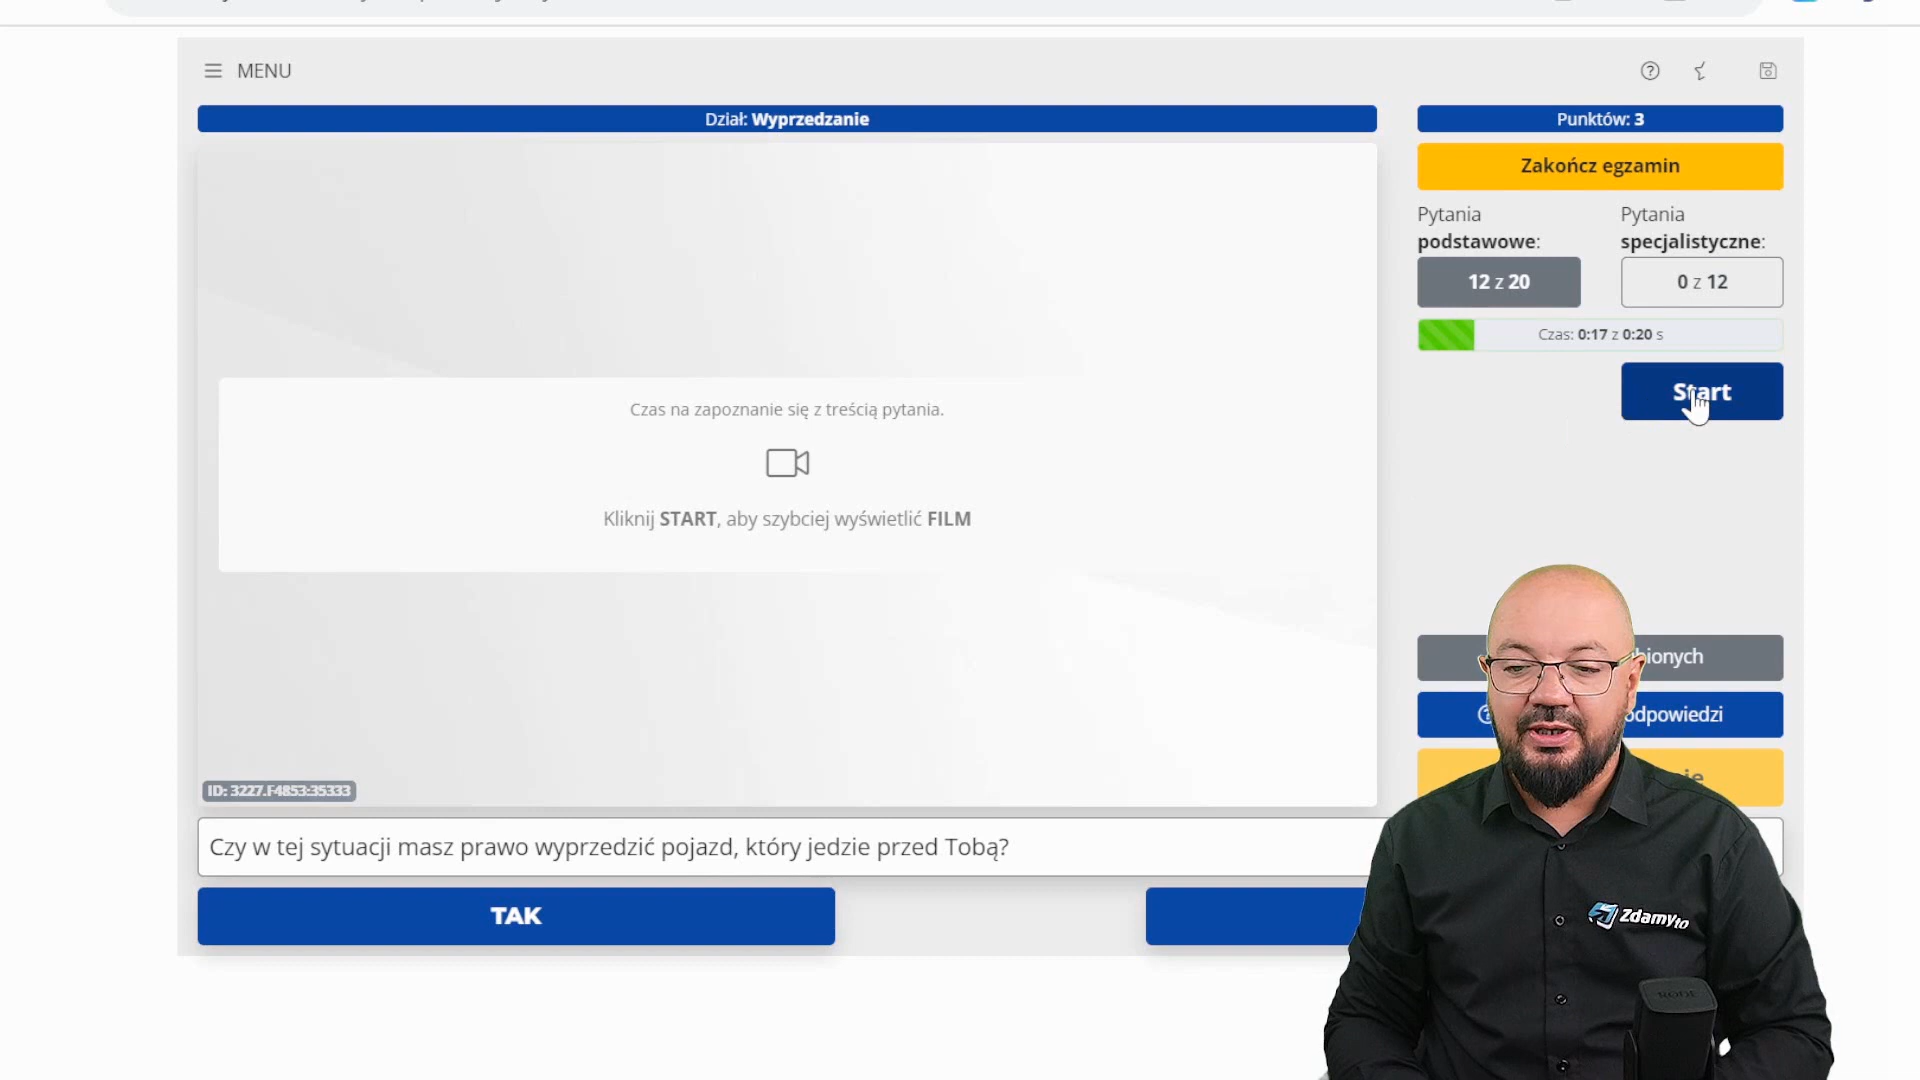 MENU
Dział: Wyprzedzanie
Punktów: 3
Zakończ egzamin
Pytania podstawowe:
Pytania specjalistyczne:
12 z 20
0 z 12
Czas: 0:17 z 0:20 s
Start
Czas na zapoznanie się z treścią pytania.
Kliknij START, aby szybciej wyświetlić FILM
odpowiedzi
ID: 3227.F4853:35333
Czy w tej sytuacji masz prawo wyprzedzić pojazd, który jedzie przed Tobą?
TAK
Zdamyto
RODE